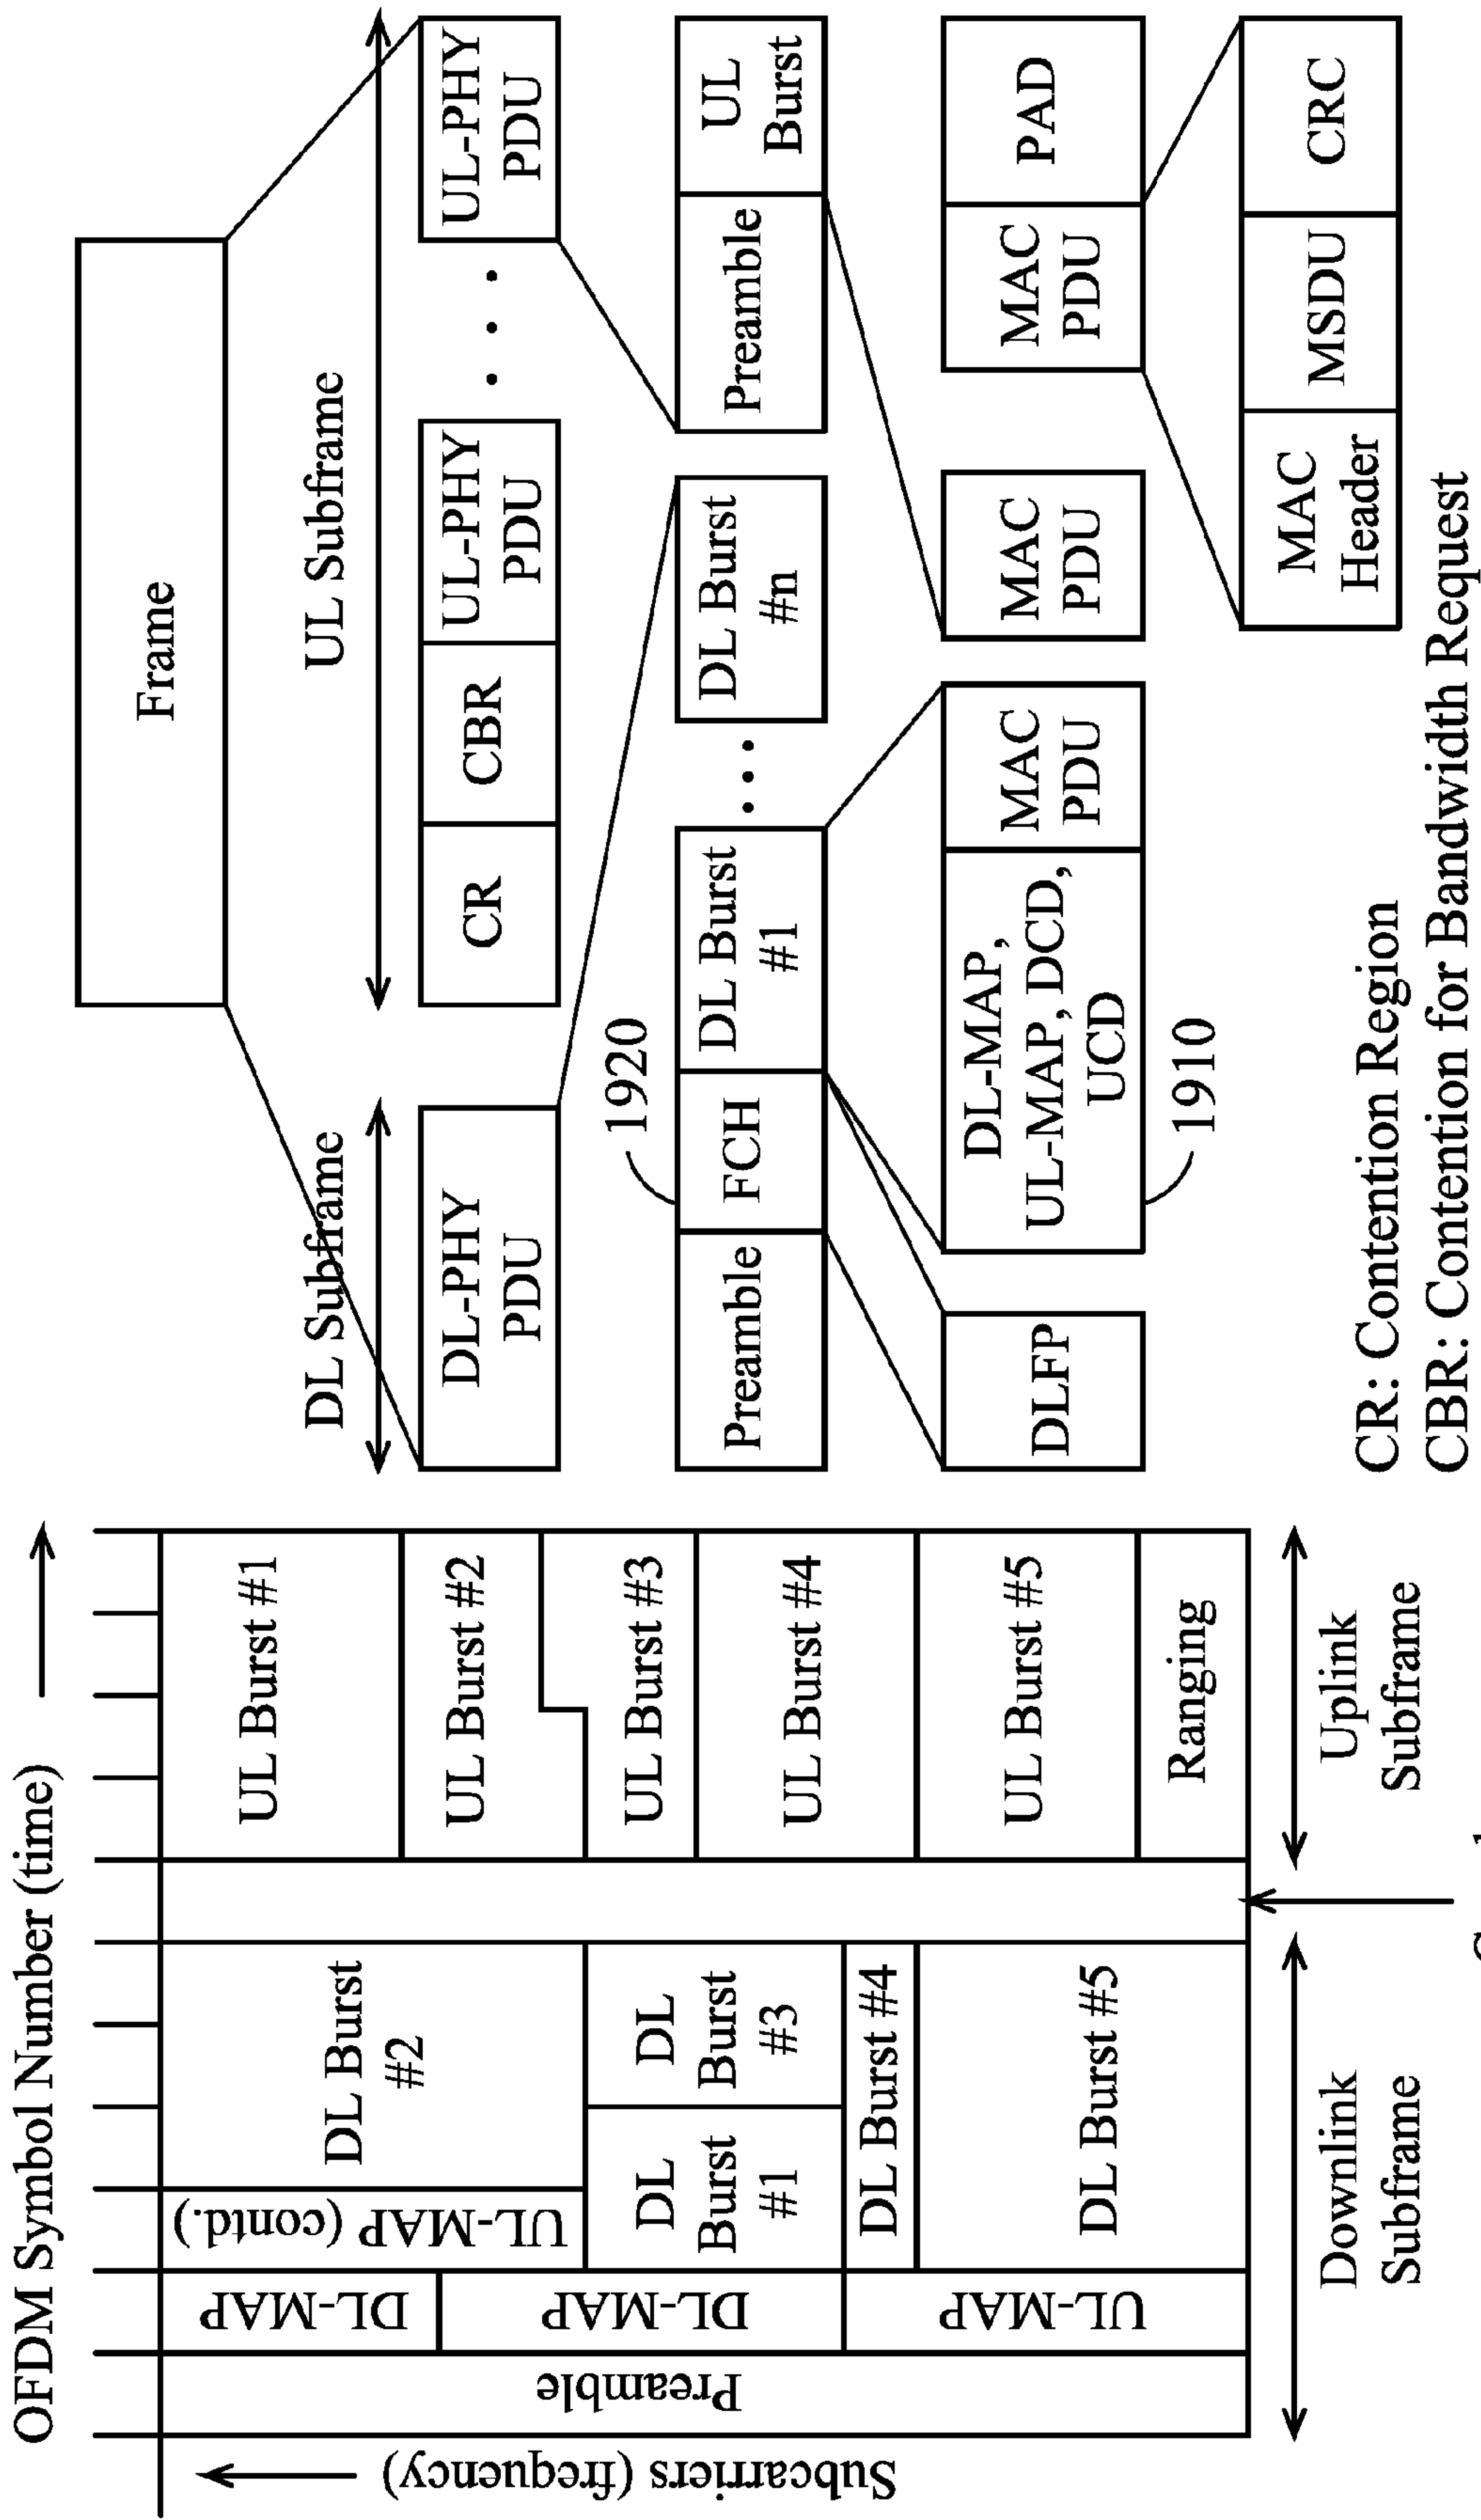 OFDM Symbol Number (time)
Subcarriers (frequency)
Preamble
DL-MAP
DL-MAP
UL-MAP
UL-MAP (contd.)
DL Burst
#2
DL
Burst
#1
DL
Burst
#3
DL Burst #4
DL Burst #5
UL Burst #1
UL Burst #2
UL Burst #3
UL Burst #4
UL Burst #5
Ranging
Downlink
Subframe
Uplink
Subframe
Frame
DL Subframe
UL Subframe
DL-PHY
PDU
CR
CBR
UL-PHY
PDU
UL-PHY
PDU
1920
Preamble
FCH
DL Burst
#1
DL Burst
#n
Preamble
UL
Burst
DLFP
DL-MAP,
UL-MAP, DCD,
UCD
MAC
PDU
MAC
PDU
MAC
PDU
PAD
1910
MAC
Header
MSDU
CRC
CR: Contention Region
CBR: Contention for Bandwidth Request